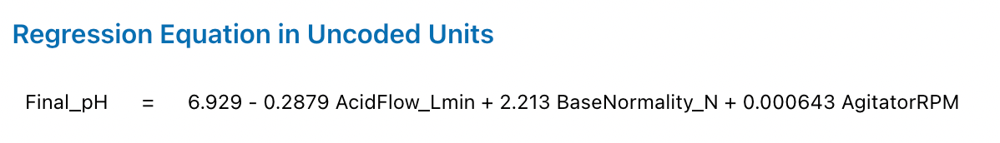 Regression Equation in Uncoded Units
Final_pH = 6.929 - 0.2879 AcidFlow_Lmin + 2.213 BaseNormality_N + 0.000643 AgitatorRPM